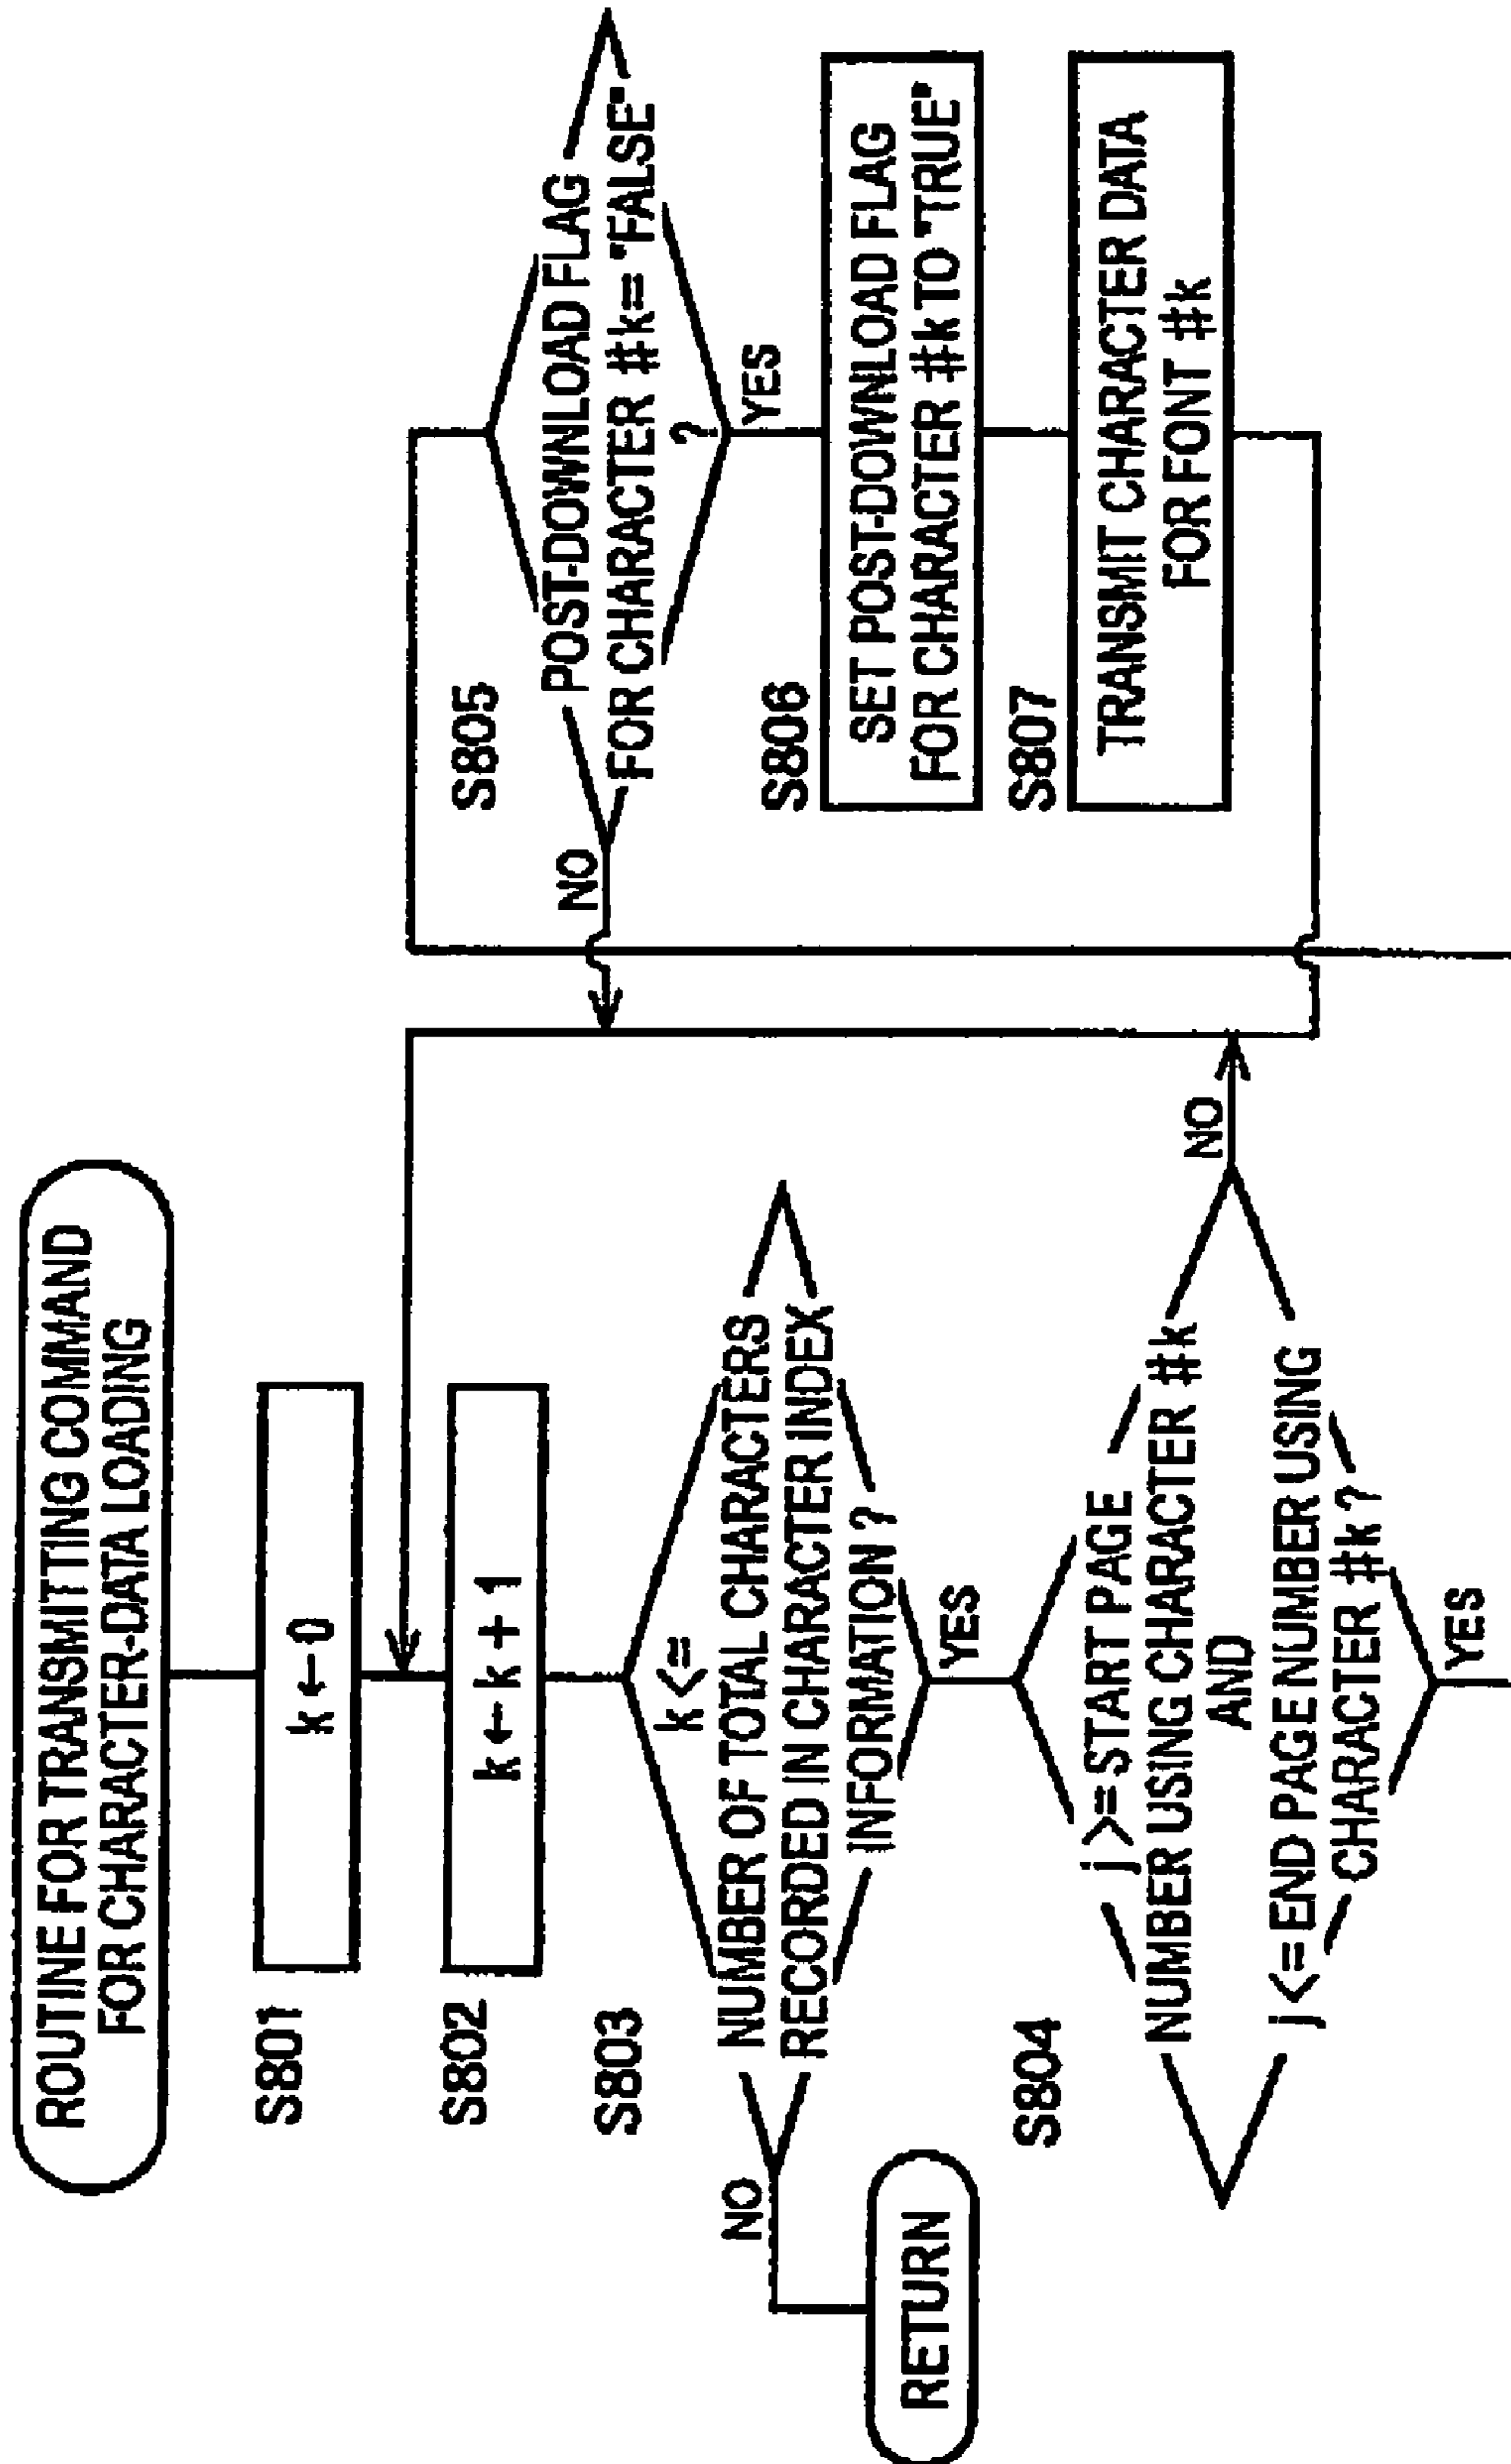 ROUTINE FOR TRANSMITTING COMMAND
FOR CHARACTER-DATA LOADING
S801
k ← 0
S802
k ← k + 1
S803
k <=
NUMBER OF TOTAL CHARACTERS
RECORDED IN CHARACTER INDEX
INFORMATION ?
NO
YES
RETURN
S804
j >= START PAGE
NUMBER USING CHARACTER #k
AND
j <= END PAGE NUMBER USING
CHARACTER #k ?
NO
YES
S805
POST-DOWNLOAD FLAG
FOR CHARACTER #k= "FALSE"
?
NO
YES
S806
SET POST-DOWNLOAD FLAG
FOR CHARACTER #k TO "TRUE"
S807
TRANSMIT CHARACTER DATA
FOR FONT #k